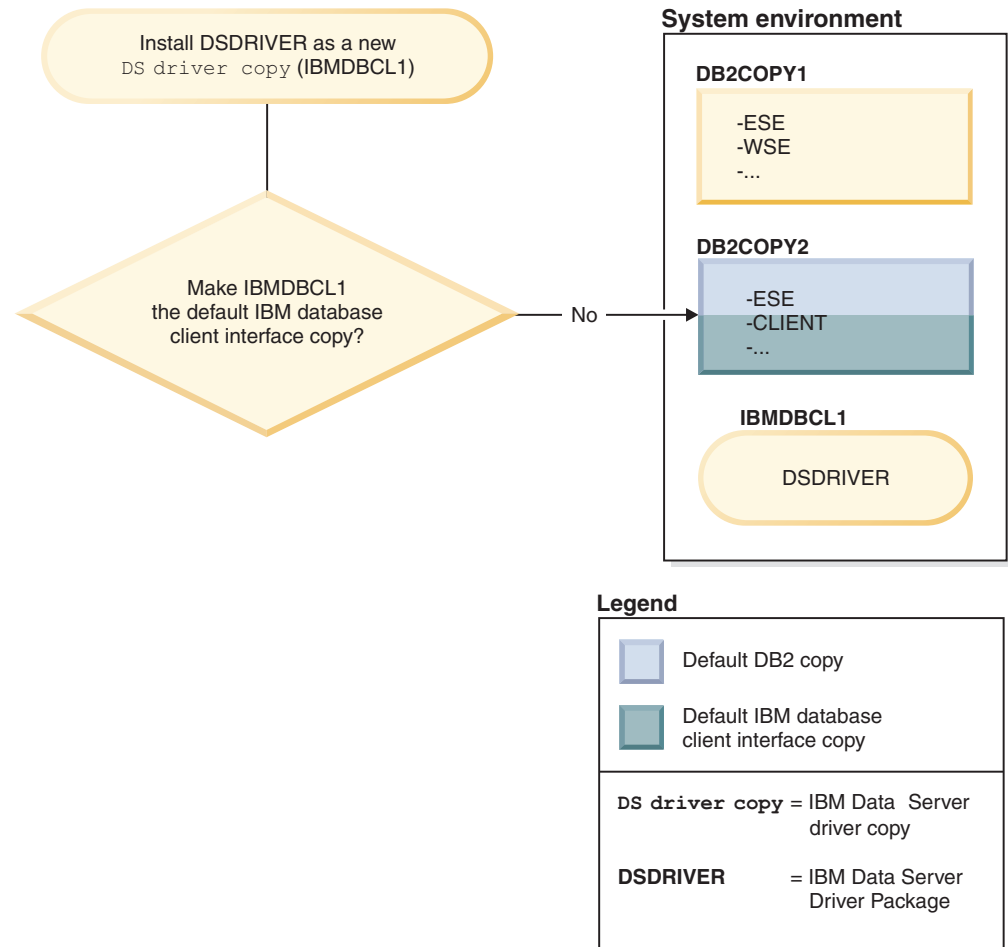 Install DSDRIVER as a new
DS driver copy (IBMDBCL1)
Make IBMDBCL1
the default IBM database
client interface copy?
No
System environment
DB2COPY1
-ESE
-WSE
-...
DB2COPY2
-ESE
-CLIENT
-...
IBMDBCL1
DSDRIVER
Legend
Default DB2 copy
Default IBM database
client interface copy
DS driver copy = IBM Data Server
driver copy
DSDRIVER = IBM Data Server
Driver Package